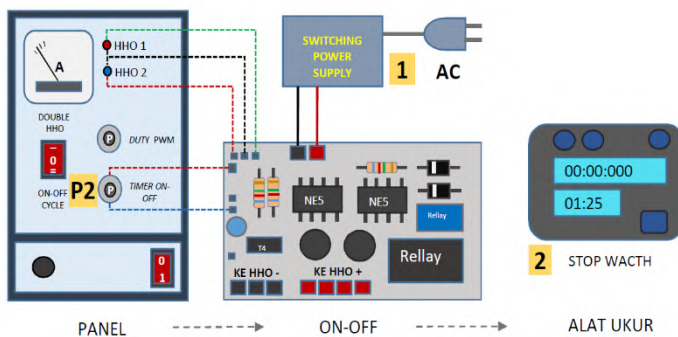 A
HHO 1
HHO 2
DOUBLE
HHO
P
DUTY PWM
0
ON-OFF
CYCLE
P2
P
TIMER ON-
OFF
0
1
SWITCHING
POWER
SUPPLY
1
AC
NE5
NE5
Rellay
T4
Rellay
KE HHO -
KE HHO +
00:00:000
01:25
2
STOP WACTH
PANEL
ON-OFF
ALAT UKUR